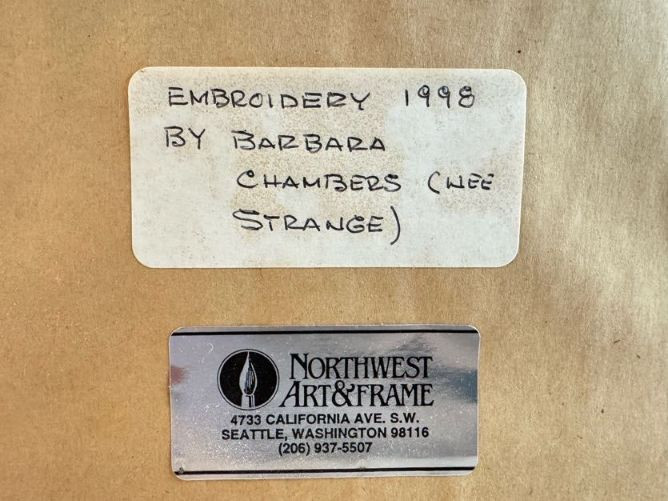 EMBROIDERY 1998
BY BARBARA
CHAMBERS (NEE
STRANGE)
NORTHWEST
ART&FRAME
4733 CALIFORNIA AVE. S.W.
SEATTLE, WASHINGTON 98116
(206) 937-5507